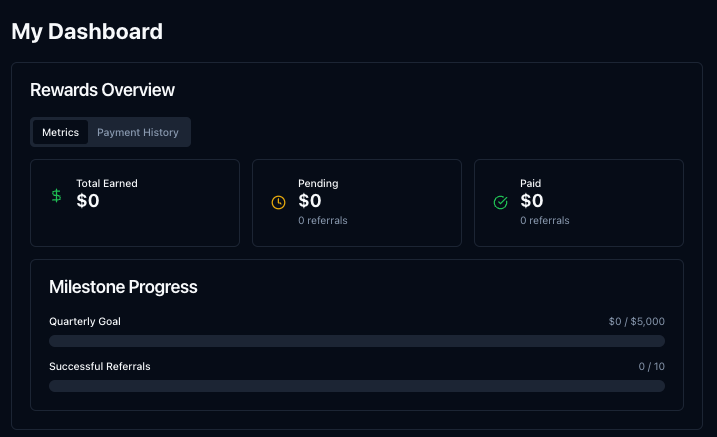 My Dashboard
Rewards Overview
Metrics Payment History
Total Earned
$0
Pending
$0
0 referrals
Paid
$0
0 referrals
Milestone Progress
Quarterly Goal $0 / $5,000
Successful Referrals 0 / 10